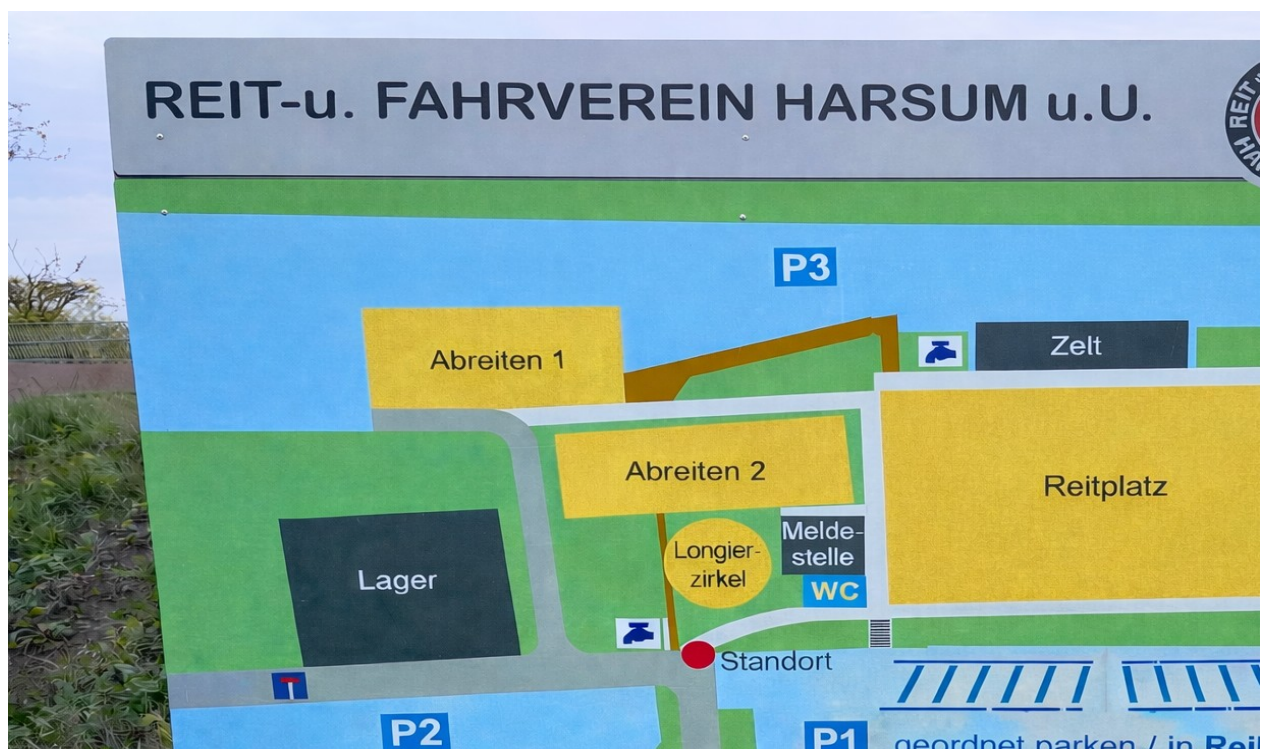 REIT-u. FAHRVEREIN HARSUM u.U.
REIT
P3
Abreiten 1
Zelt
Abreiten 2
Reitplatz
Longier-
zirkel
Melde-
stelle
WC
Lager
Standort
P2
P1
geordnet parken / in